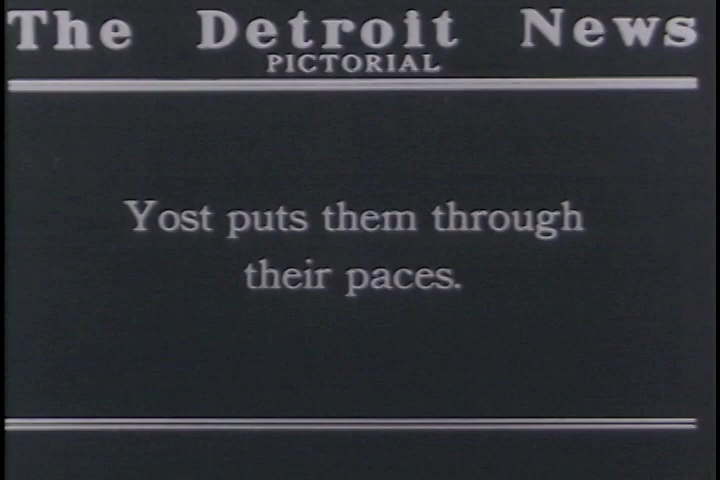 The Detroit News
PICTORIAL
Yost puts them through
their paces.